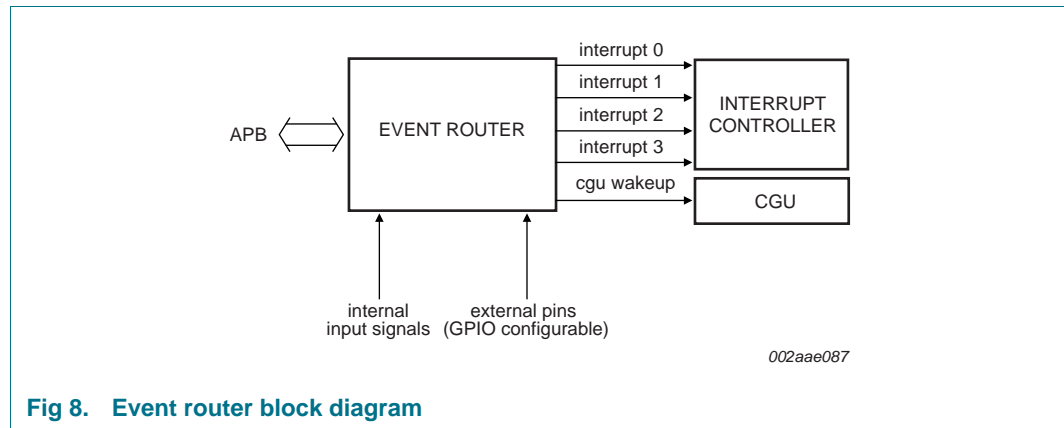 interrupt 0
interrupt 1
interrupt 2
interrupt 3
cgu wakeup
APB
EVENT ROUTER
INTERRUPT
CONTROLLER
CGU
internal
input signals
external pins
(GPIO configurable)
002aae087
Fig 8. Event router block diagram